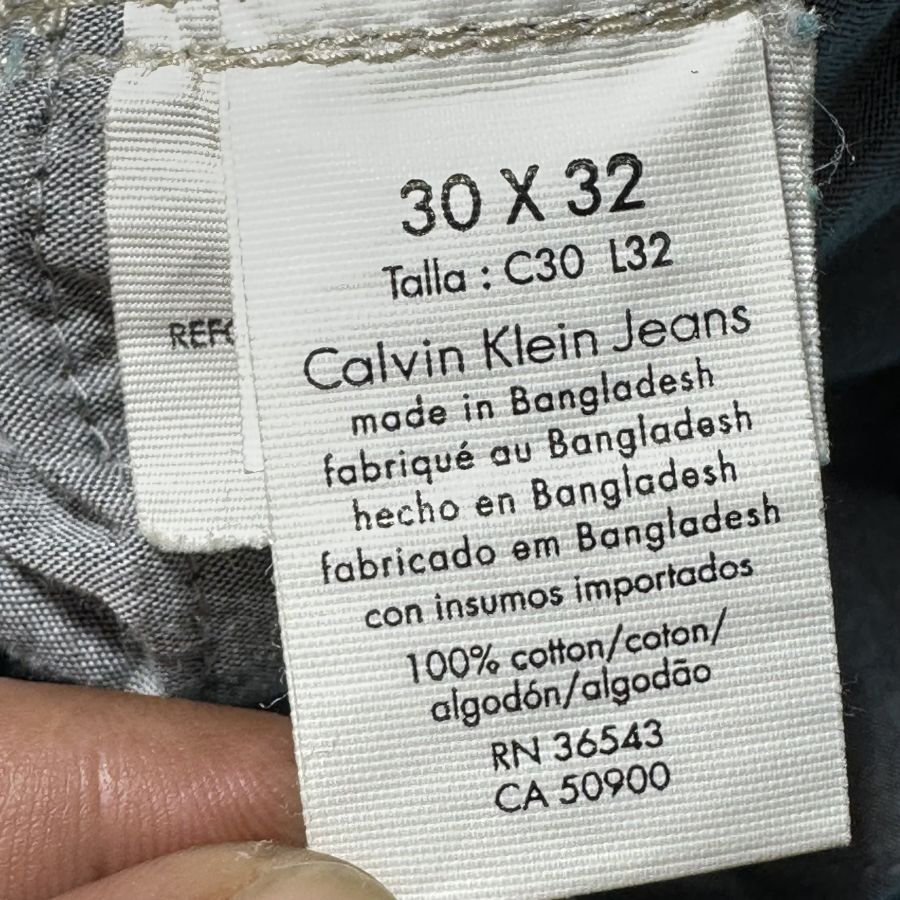 30 X 32
Talla : C30 L32
Calvin Klein Jeans
made in Bangladesh
fabriqué au Bangladesh
hecho en Bangladesh
fabricado em Bangladesh
con insumos importados
100% cotton/coton/
algodón/algodão
RN 36543
CA 50900